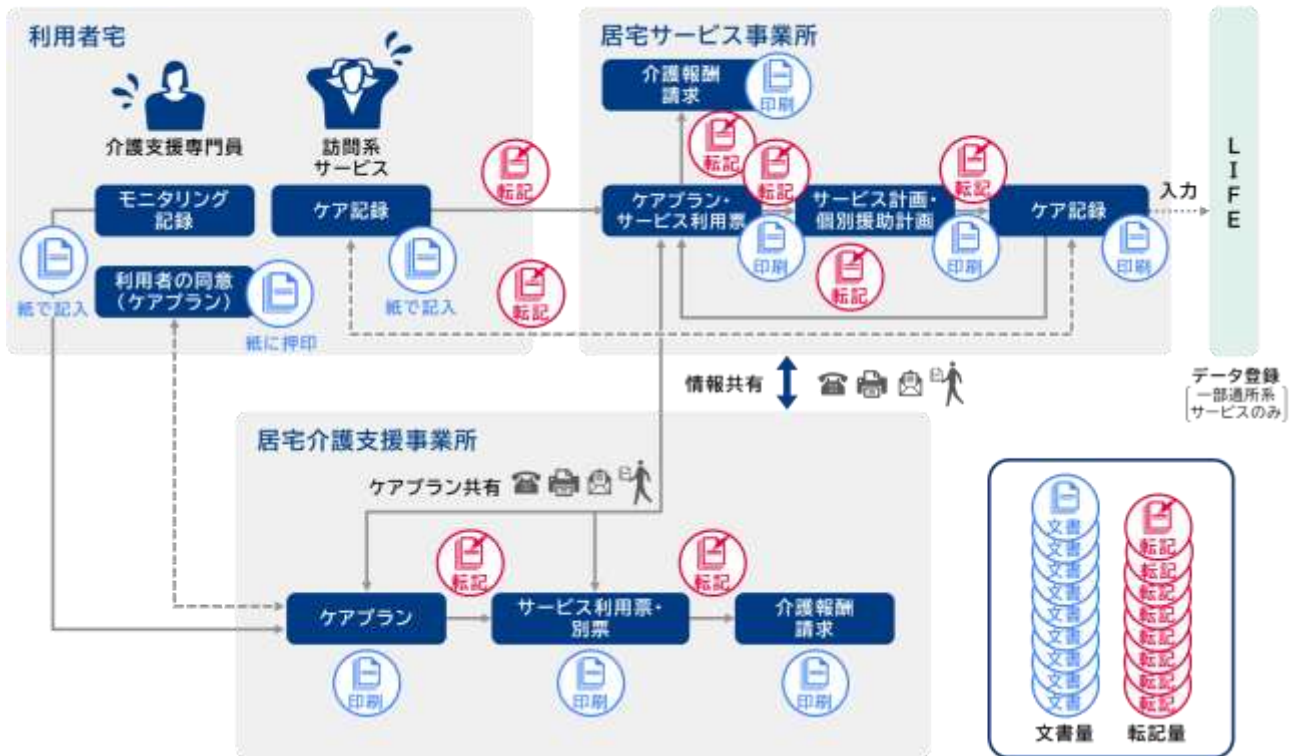 利用者宅
介護支援専門員
訪問系
サービス
モニタリング
記録
紙で記入
利用者の同意
(ケアプラン)
紙に押印
ケア記録
紙で記入
転記
転記
居宅サービス事業所
介護報酬
請求
印刷
転記
転記
転記
ケアプラン・
サービス利用票
印刷
サービス計画・
個別援助計画
印刷
ケア記録
印刷
転記
入力
LIFE
データ登録
一部通所系
サービスのみ
情報共有
居宅介護支援事業所
ケアプラン共有
転記
転記
ケアプラン
印刷
サービス利用票・
別票
印刷
介護報酬
請求
印刷
文書
文書
文書
文書
文書
文書
文書
文書
文書
文書量
転記
転記
転記
転記
転記
転記
転記
転記
転記量